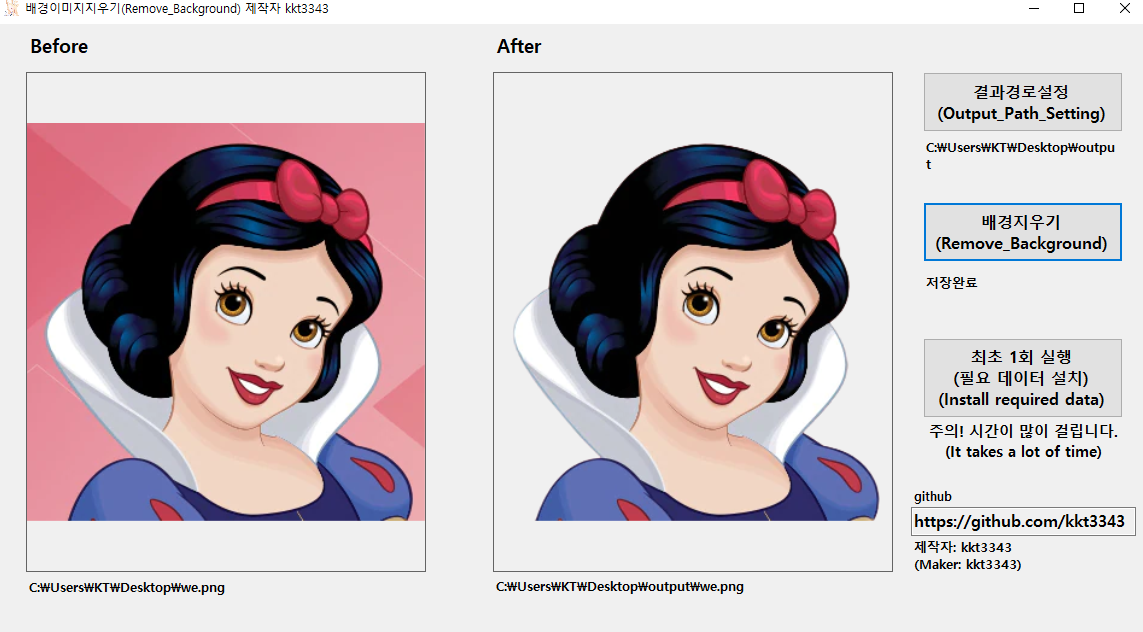 배경이미지지우기(Remove_Background) 제작자 kkt3343
Before
After
결과경로설정
(Output_Path_Setting)
C:₩Users₩KT₩Desktop₩outpu
t
배경지우기
(Remove_Background)
저장완료
최초 1회 실행
(필요 데이터 설치)
(Install required data)
주의! 시간이 많이 걸립니다.
(It takes a lot of time)
github
https://github.com/kkt3343
제작자: kkt3343
(Maker: kkt3343)
C:₩Users₩KT₩Desktop₩we.png
C:₩Users₩KT₩Desktop₩output₩we.png